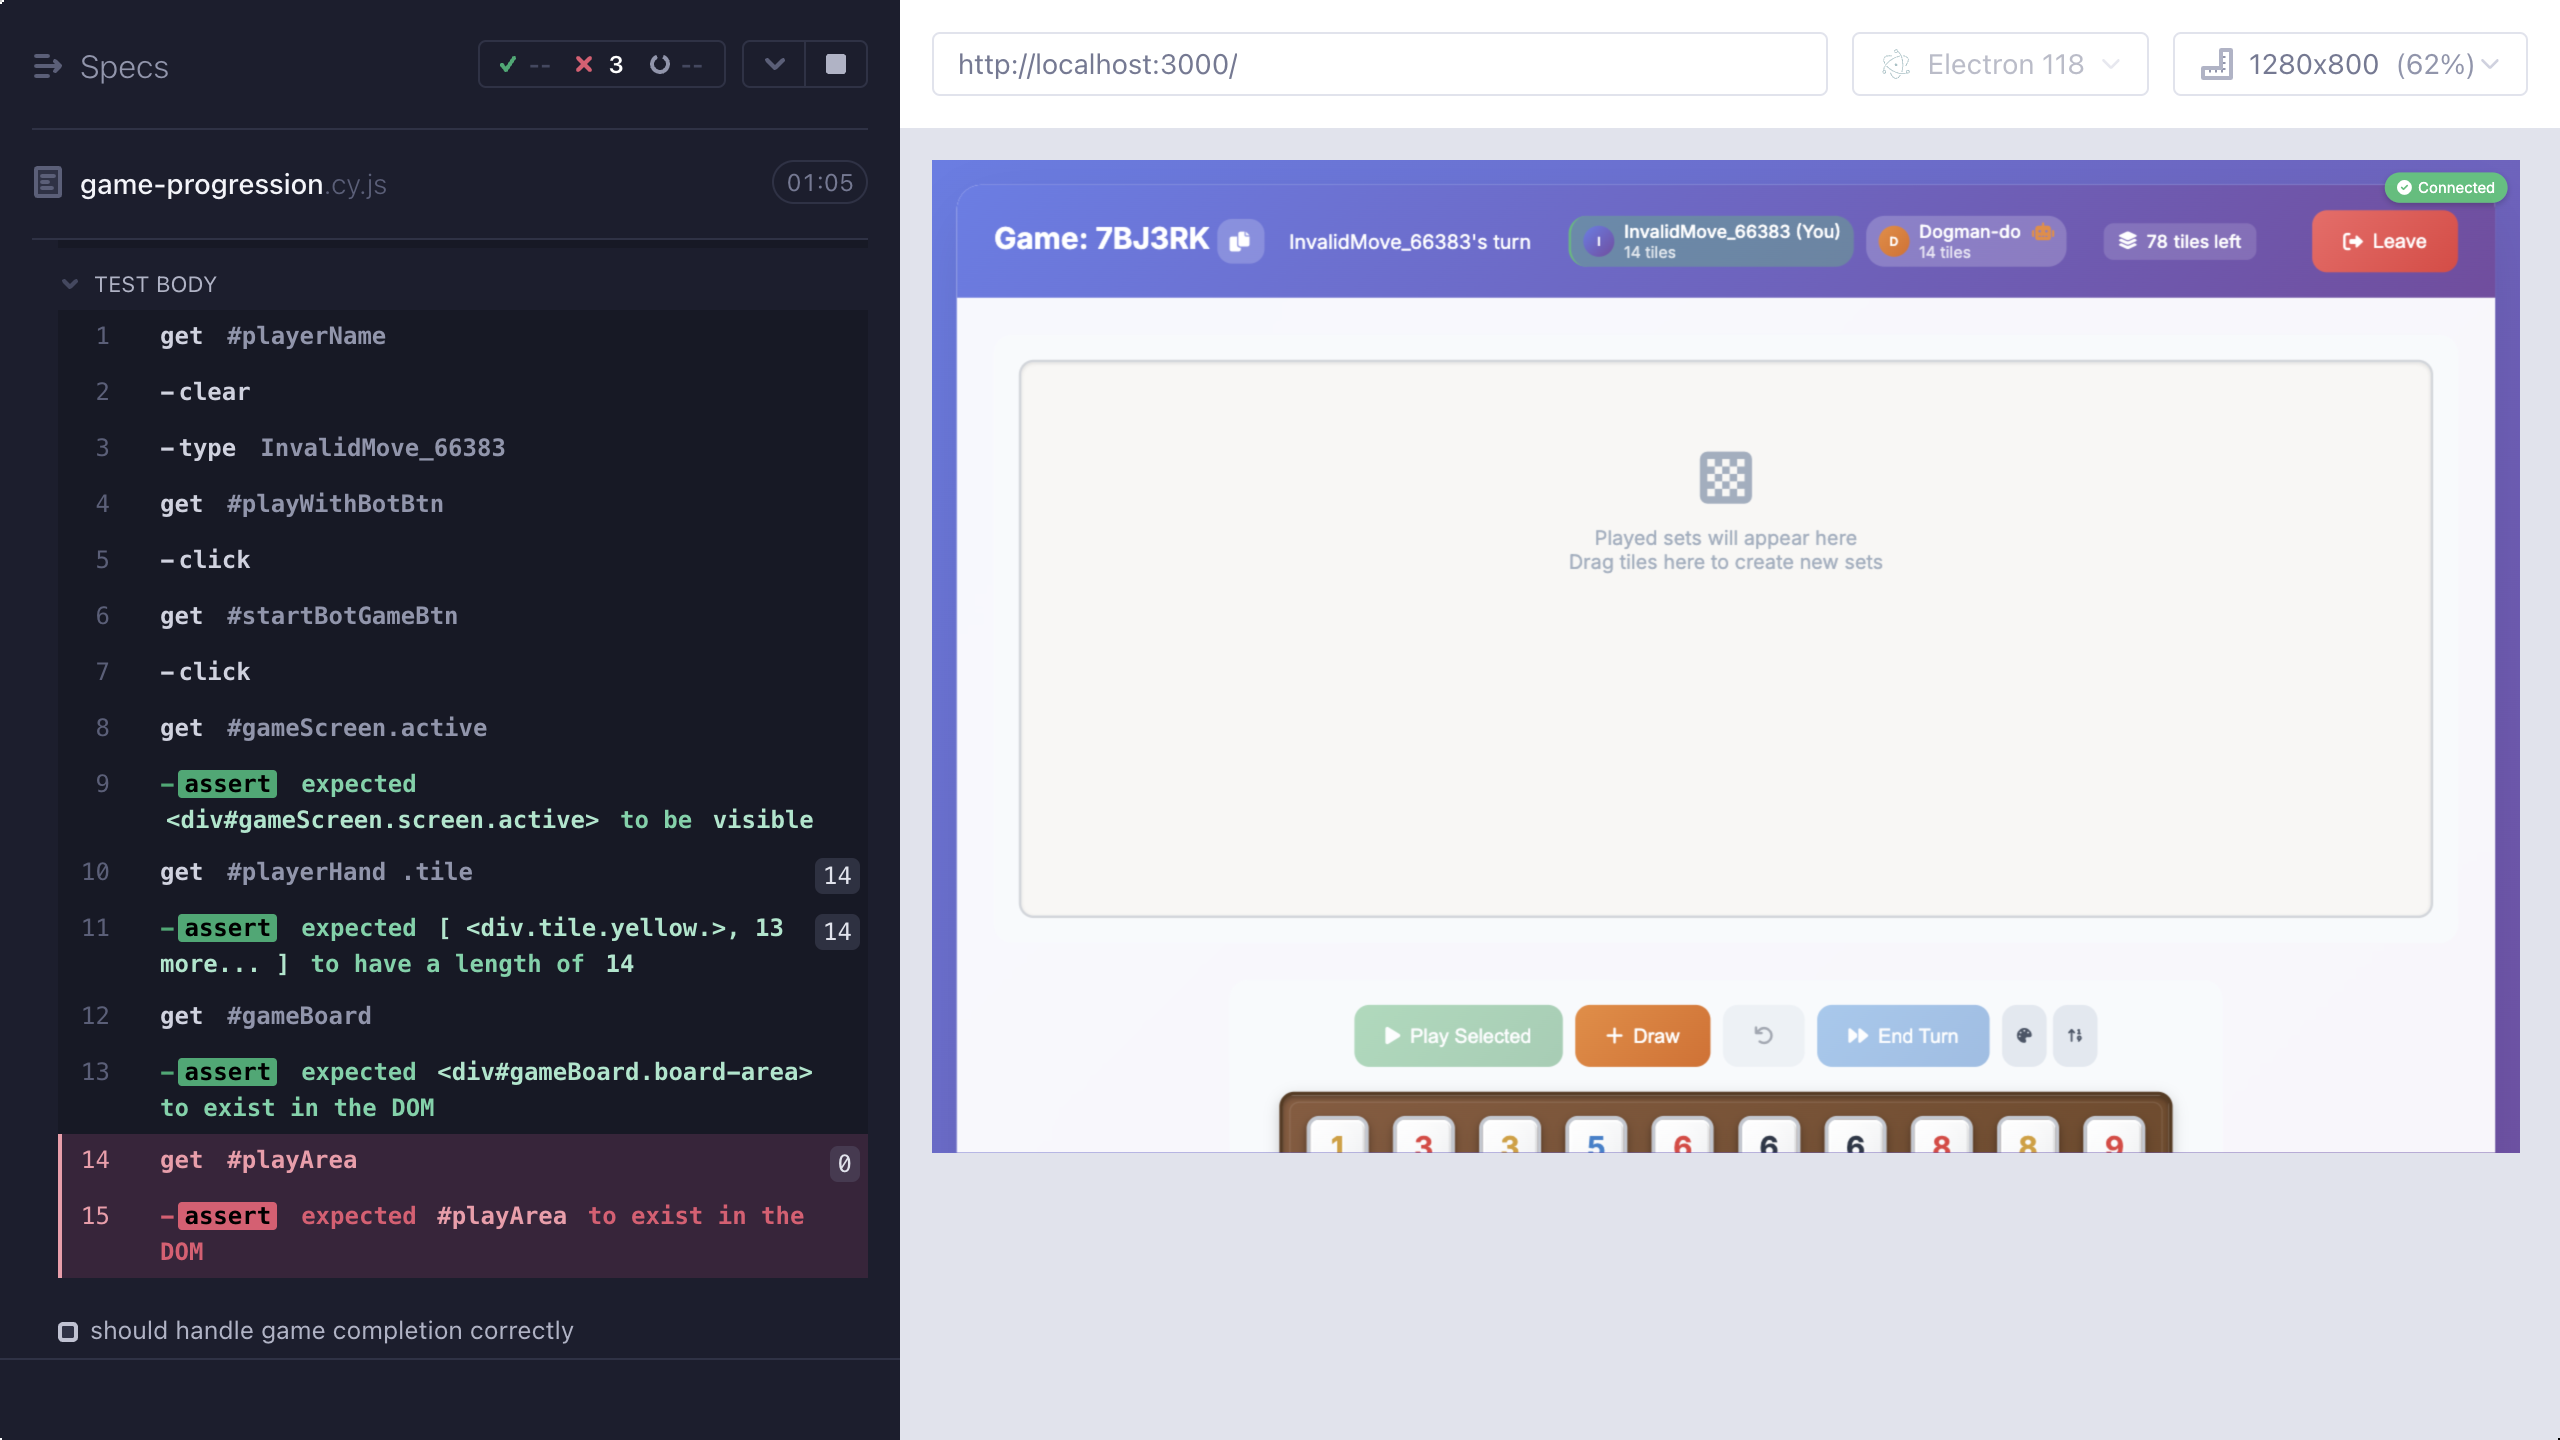 Specs
-- 3 --
game-progression.cy.js
01:05
TEST BODY
1 get #playerName
2 -clear
3 -type InvalidMove_66383
4 get #playWithBotBtn
5 -click
6 get #startBotGameBtn
7 -click
8 get #gameScreen.active
9 -assert expected
<div#gameScreen.screen.active> to be visible
10 get #playerHand .tile 14
11 -assert expected [ <div.tile.yellow.>, 13 14
more... ] to have a length of 14
12 get #gameBoard
13 -assert expected <div#gameBoard.board-area>
to exist in the DOM
14 get #playArea 0
15 -assert expected #playArea to exist in the
DOM
should handle game completion correctly
http://localhost:3000/
Electron 118
1280x800 (62%)
Connected
Game: 7BJ3RK
InvalidMove_66383's turn
I
InvalidMove_66383 (You)
14 tiles
D
Dogman-do
14 tiles
78 tiles left
Leave
Played sets will appear here
Drag tiles here to create new sets
Play Selected
Draw
End Turn
1 3 3 5 6 6 6 8 8 9